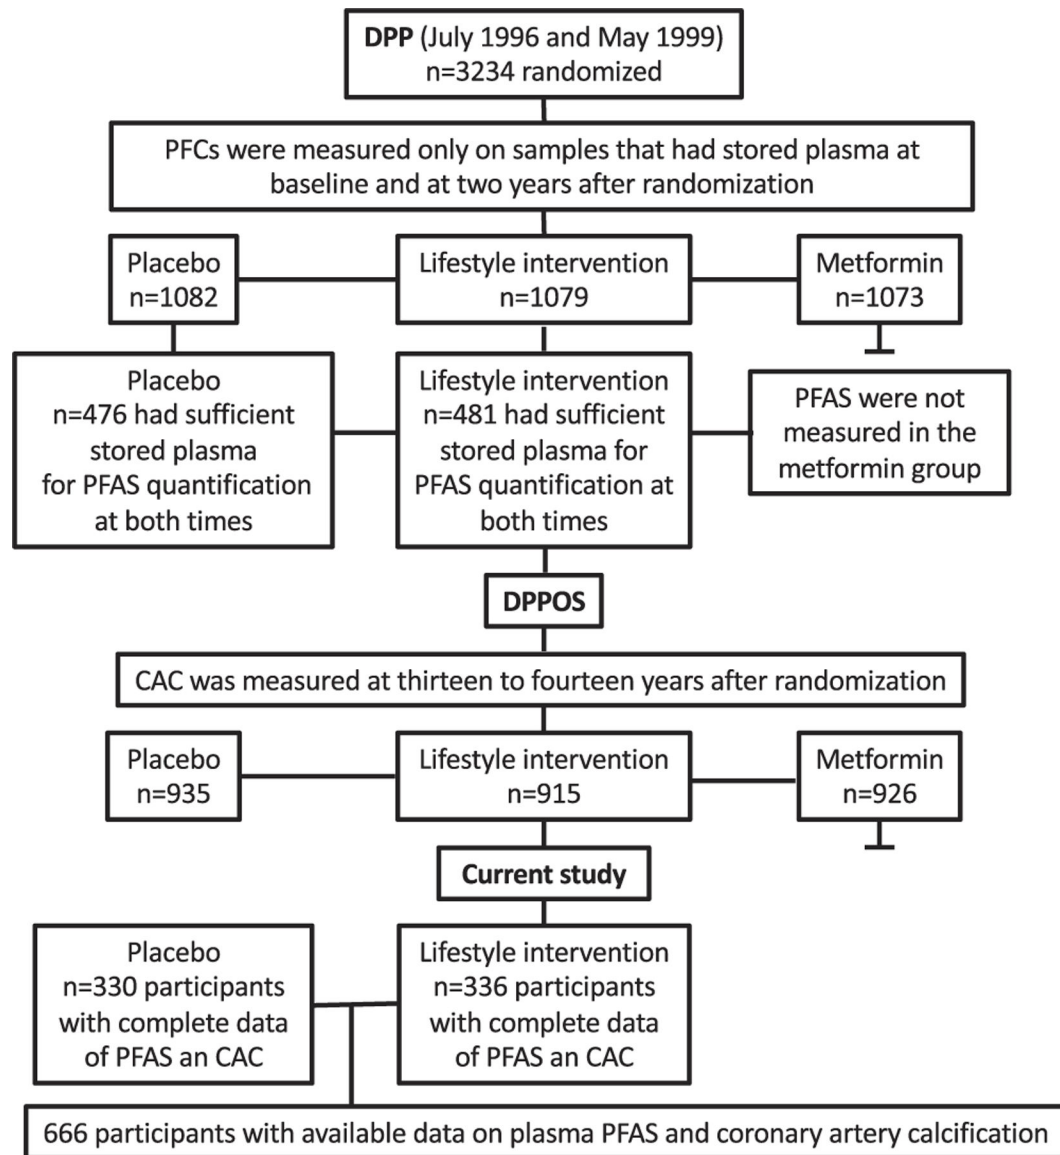 DPP (July 1996 and May 1999)
n=3234 randomized
PFCs were measured only on samples that had stored plasma at
baseline and at two years after randomization
Placebo
n=1082
Lifestyle intervention
n=1079
Metformin
n=1073
Placebo
n=476 had sufficient
stored plasma
for PFAS quantification
at both times
Lifestyle intervention
n=481 had sufficient
stored plasma for
PFAS quantification at
both times
PFAS were not
measured in the
metformin group
DPPOS
CAC was measured at thirteen to fourteen years after randomization
Placebo
n=935
Lifestyle intervention
n=915
Metformin
n=926
Current study
Placebo
n=330 participants
with complete data
of PFAS an CAC
Lifestyle intervention
n=336 participants
with complete data
of PFAS an CAC
666 participants with available data on plasma PFAS and coronary artery calcification